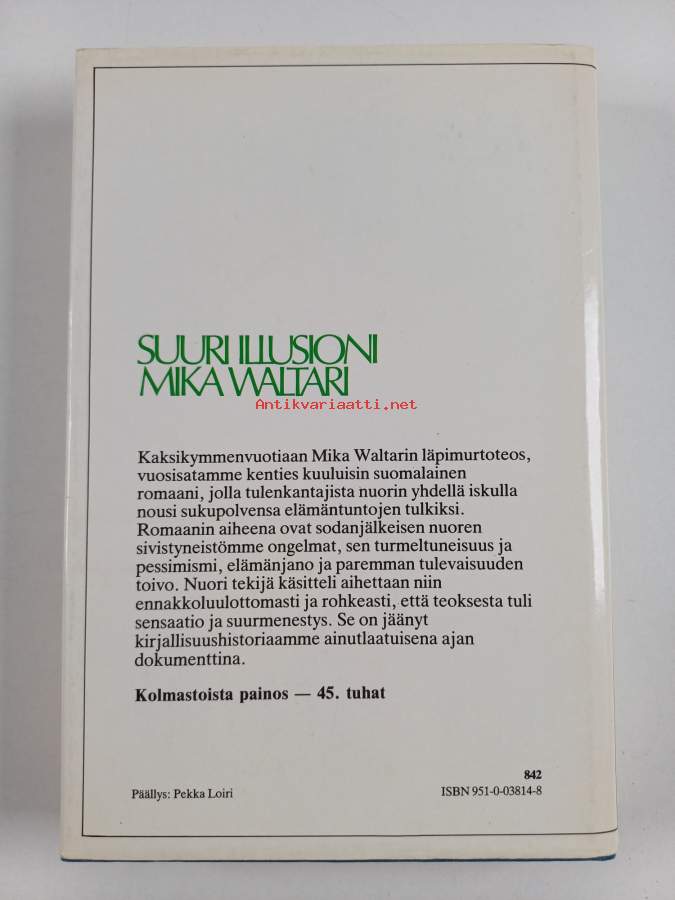 SUURI ILLUSIONI
MIKA WALTARI
Antikvariaatti.net
Kaksikymmenvuotiaan Mika Waltarin läpimurtoteos,
vuosisatamme kenties kuuluisin suomalainen
romaani, jolla tulenkantajista nuorin yhdellä iskulla
nousi sukupolvensa elämäntuntojen tulkiksi.
Romaanin aiheena ovat sodanjälkeisen nuoren
sivistyneistömme ongelmat, sen turmeltuneisuus ja
pessimismi, elämänjano ja paremman tulevaisuuden
toivo. Nuori tekijä käsitteli aihettaan niin
ennakkoluulottomasti ja rohkeasti, että teoksesta tuli
sensaatio ja suurmenestys. Se on jäänyt
kirjallisuushistoriaamme ainutlaatuisena ajan
dokumenttina.
Kolmastoista painos — 45. tuhat
842
Päällys: Pekka Loiri
ISBN 951-0-03814-8